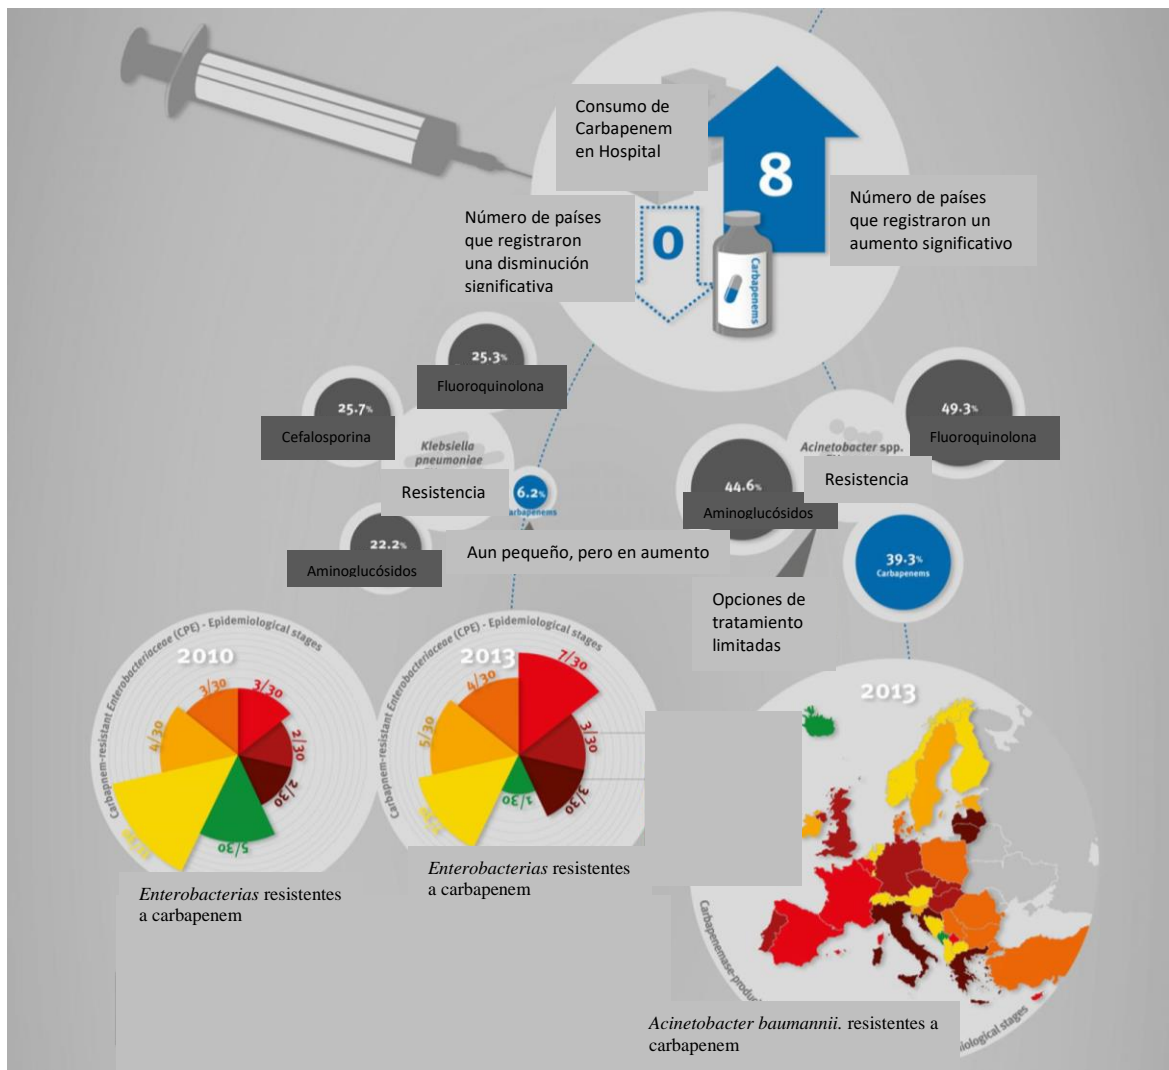 Consumo de
Carbapenem
en Hospital
8
Número de países
que registraron un
aumento significativo
Número de países
que registraron
una disminución
significativa
0
Carbapenems
25.3%
Fluoroquinolona
25.7%
Cefalosporina
Klebsiella
pneumoniae
Resistencia
6.2%
22.2%
Aminoglucósidos
Aun pequeño, pero en aumento
49.3%
Fluoroquinolona
Acinetobacter spp.
Resistencia
44.6%
Aminoglucósidos
39.3%
Carbapenems
Opciones de
tratamiento
limitadas
Carbapnem-resistant Enterobacteriaceae (CPE) - Epidemiological stages
2010
3/30
3/30
2/30
2/30
5/30
4/30
Enterobacterias resistentes
a carbapenem
Carbapnem-resistant Enterobacteriaceae (CPE) - Epidemiological stages
2013
4/30
7/30
3/30
3/30
1/30
5/30
Enterobacterias resistentes
a carbapenem
2013
Acinetobacter baumannii. resistentes a
carbapenem